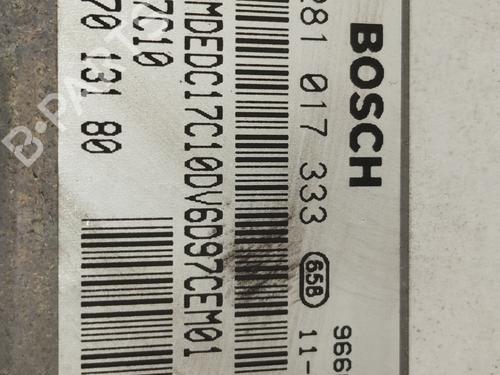 BOSCH
281 017 333 658
966
11-
MDEDC17C10DV6D97CEM01
7C10
70 131 80
B-PARTS